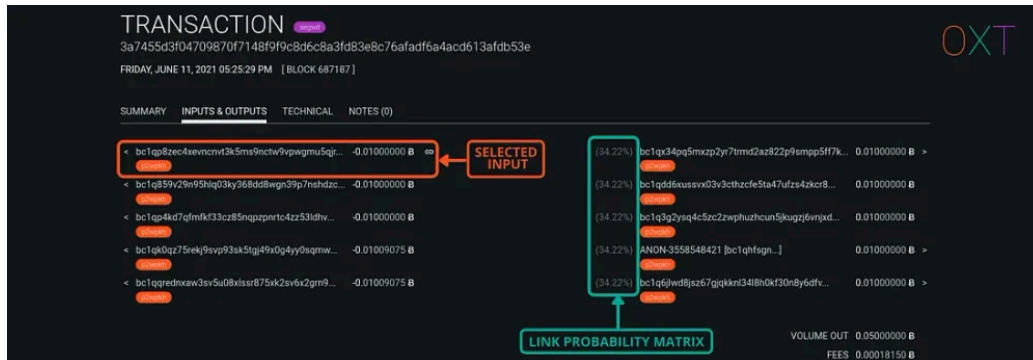 TRANSACTION segwit
OXT
3a7455d3f04709870f7148f9f9c8d6c8a3fd83e8c76afadf6a4acd613afdb53e
FRIDAY, JUNE 11, 2021 05:25:29 PM [ BLOCK 687187 ]
SUMMARY INPUTS & OUTPUTS TECHNICAL NOTES (0)
< bc1qp8zec4xevncnvt3k5ms9nctw9vpwgmu5qjr... -0.01000000 B
p2wpkh
SELECTED
INPUT
(34.22%) bc1qx34pq5mxzp2yr7trmd2az822p9smpp5ff7k... 0.01000000 B >
p2wpkh
< bc1q859v29n95hlq03ky368dd8wgn39p7nshdzc... -0.01000000 B
p2wpkh
(34.22%) bc1qdd6xussvx03v3cthzcfe5ta47ufzs4zkcr8... 0.01000000 B
p2wpkh
< bc1qp4kd7qfmfkf33cz85nqpzpnrtc4zz53ldhv... -0.01000000 B
p2wpkh
(34.22%) bc1q3g2ysq4c5zc2zwphuzhcun5jkugzj6vnjxd... 0.01000000 B
p2wpkh
< bc1qk0qz75rekj9svp93sk5tgj49x0g4yy0sqmw... -0.01009075 B
p2wpkh
(34.22%) ANON-3558548421 [bc1qhfsgn...] 0.01000000 B >
p2wpkh
< bc1qqrednxaw3sv5u08xlssr875xk2sv6x2grn9... -0.01009075 B
p2wpkh
(34.22%) bc1q6jlwd8jsz67gjqkknl34l8h0kf30n8y6dfv... 0.01000000 B >
p2wpkh
LINK PROBABILITY MATRIX
VOLUME OUT 0.05000000 B
FEES 0.00018150 B